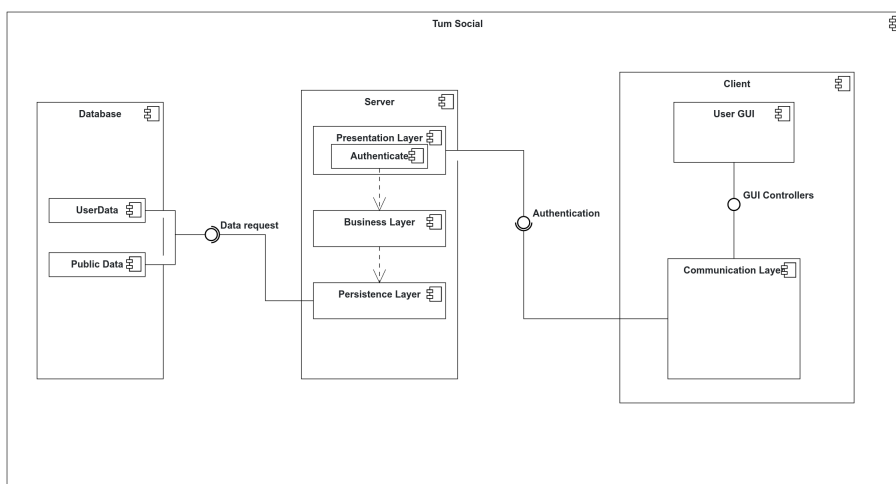 Tum Social
Database
UserData
Public Data
Data request
Server
Presentation Layer
Authenticate
Business Layer
Persistence Layer
Authentication
Client
User GUI
GUI Controllers
Communication Layer